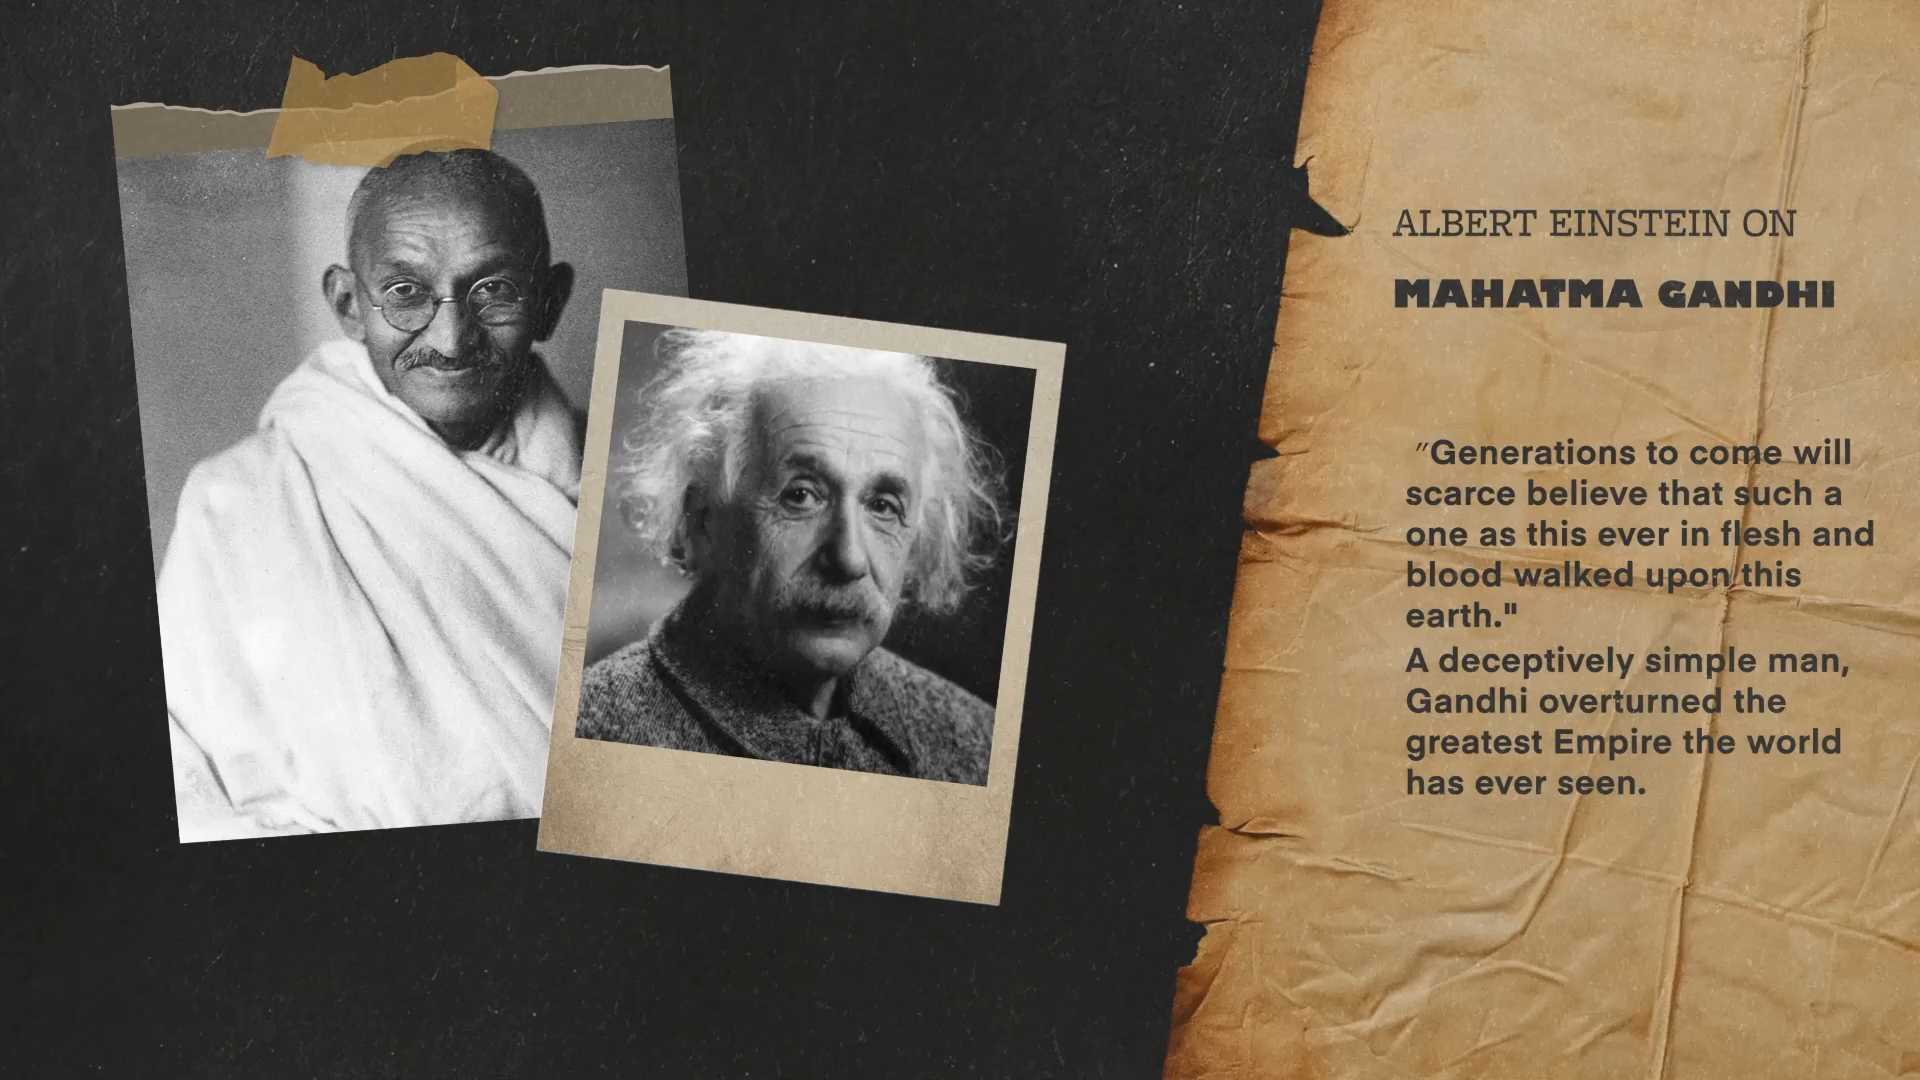 ALBERT EINSTEIN ON
MAHATMA GANDHI
"Generations to come will
scarce believe that such a
one as this ever in flesh and
blood walked upon this
earth."
A deceptively simple man,
Gandhi overturned the
greatest Empire the world
has ever seen.